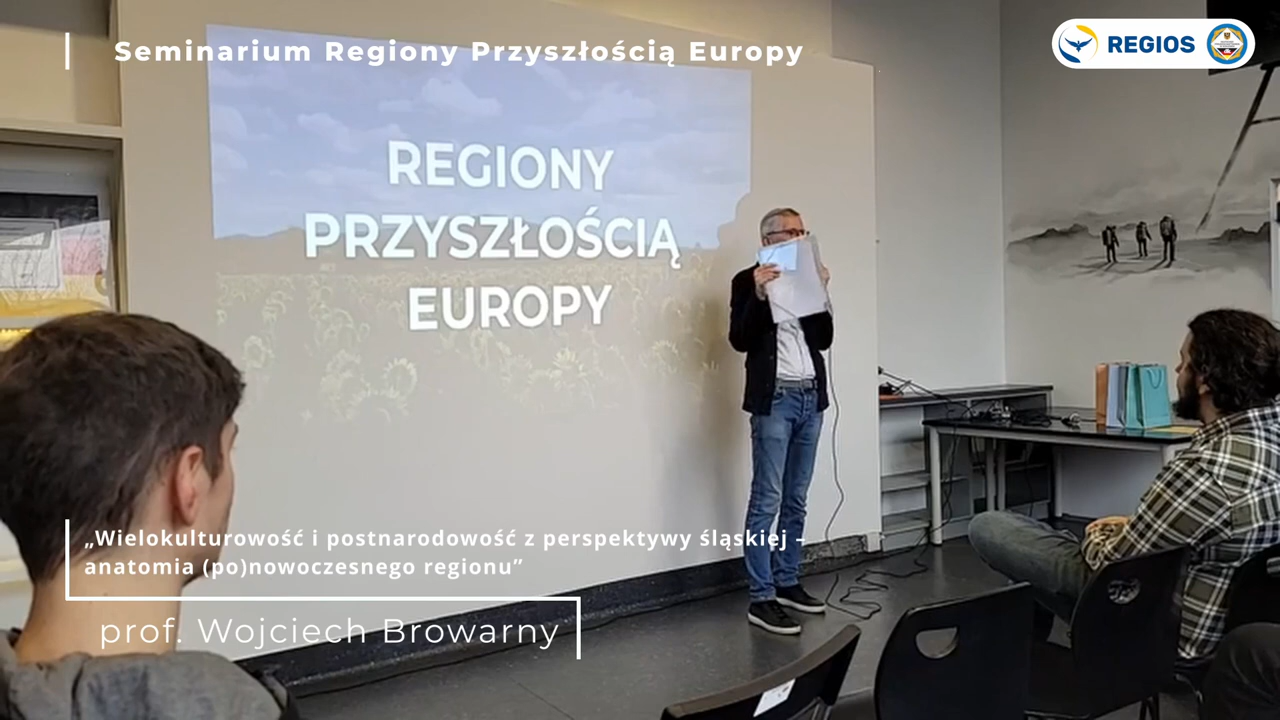 Seminarium Regiony Przyszłością Europy
REGIOS
REGIONY
PRZYSZŁOŚCIĄ
EUROPY
„Wielokulturowość i postnarodowość z perspektywy śląskiej –
anatomia (po)nowoczesnego regionu”
prof. Wojciech Browarny